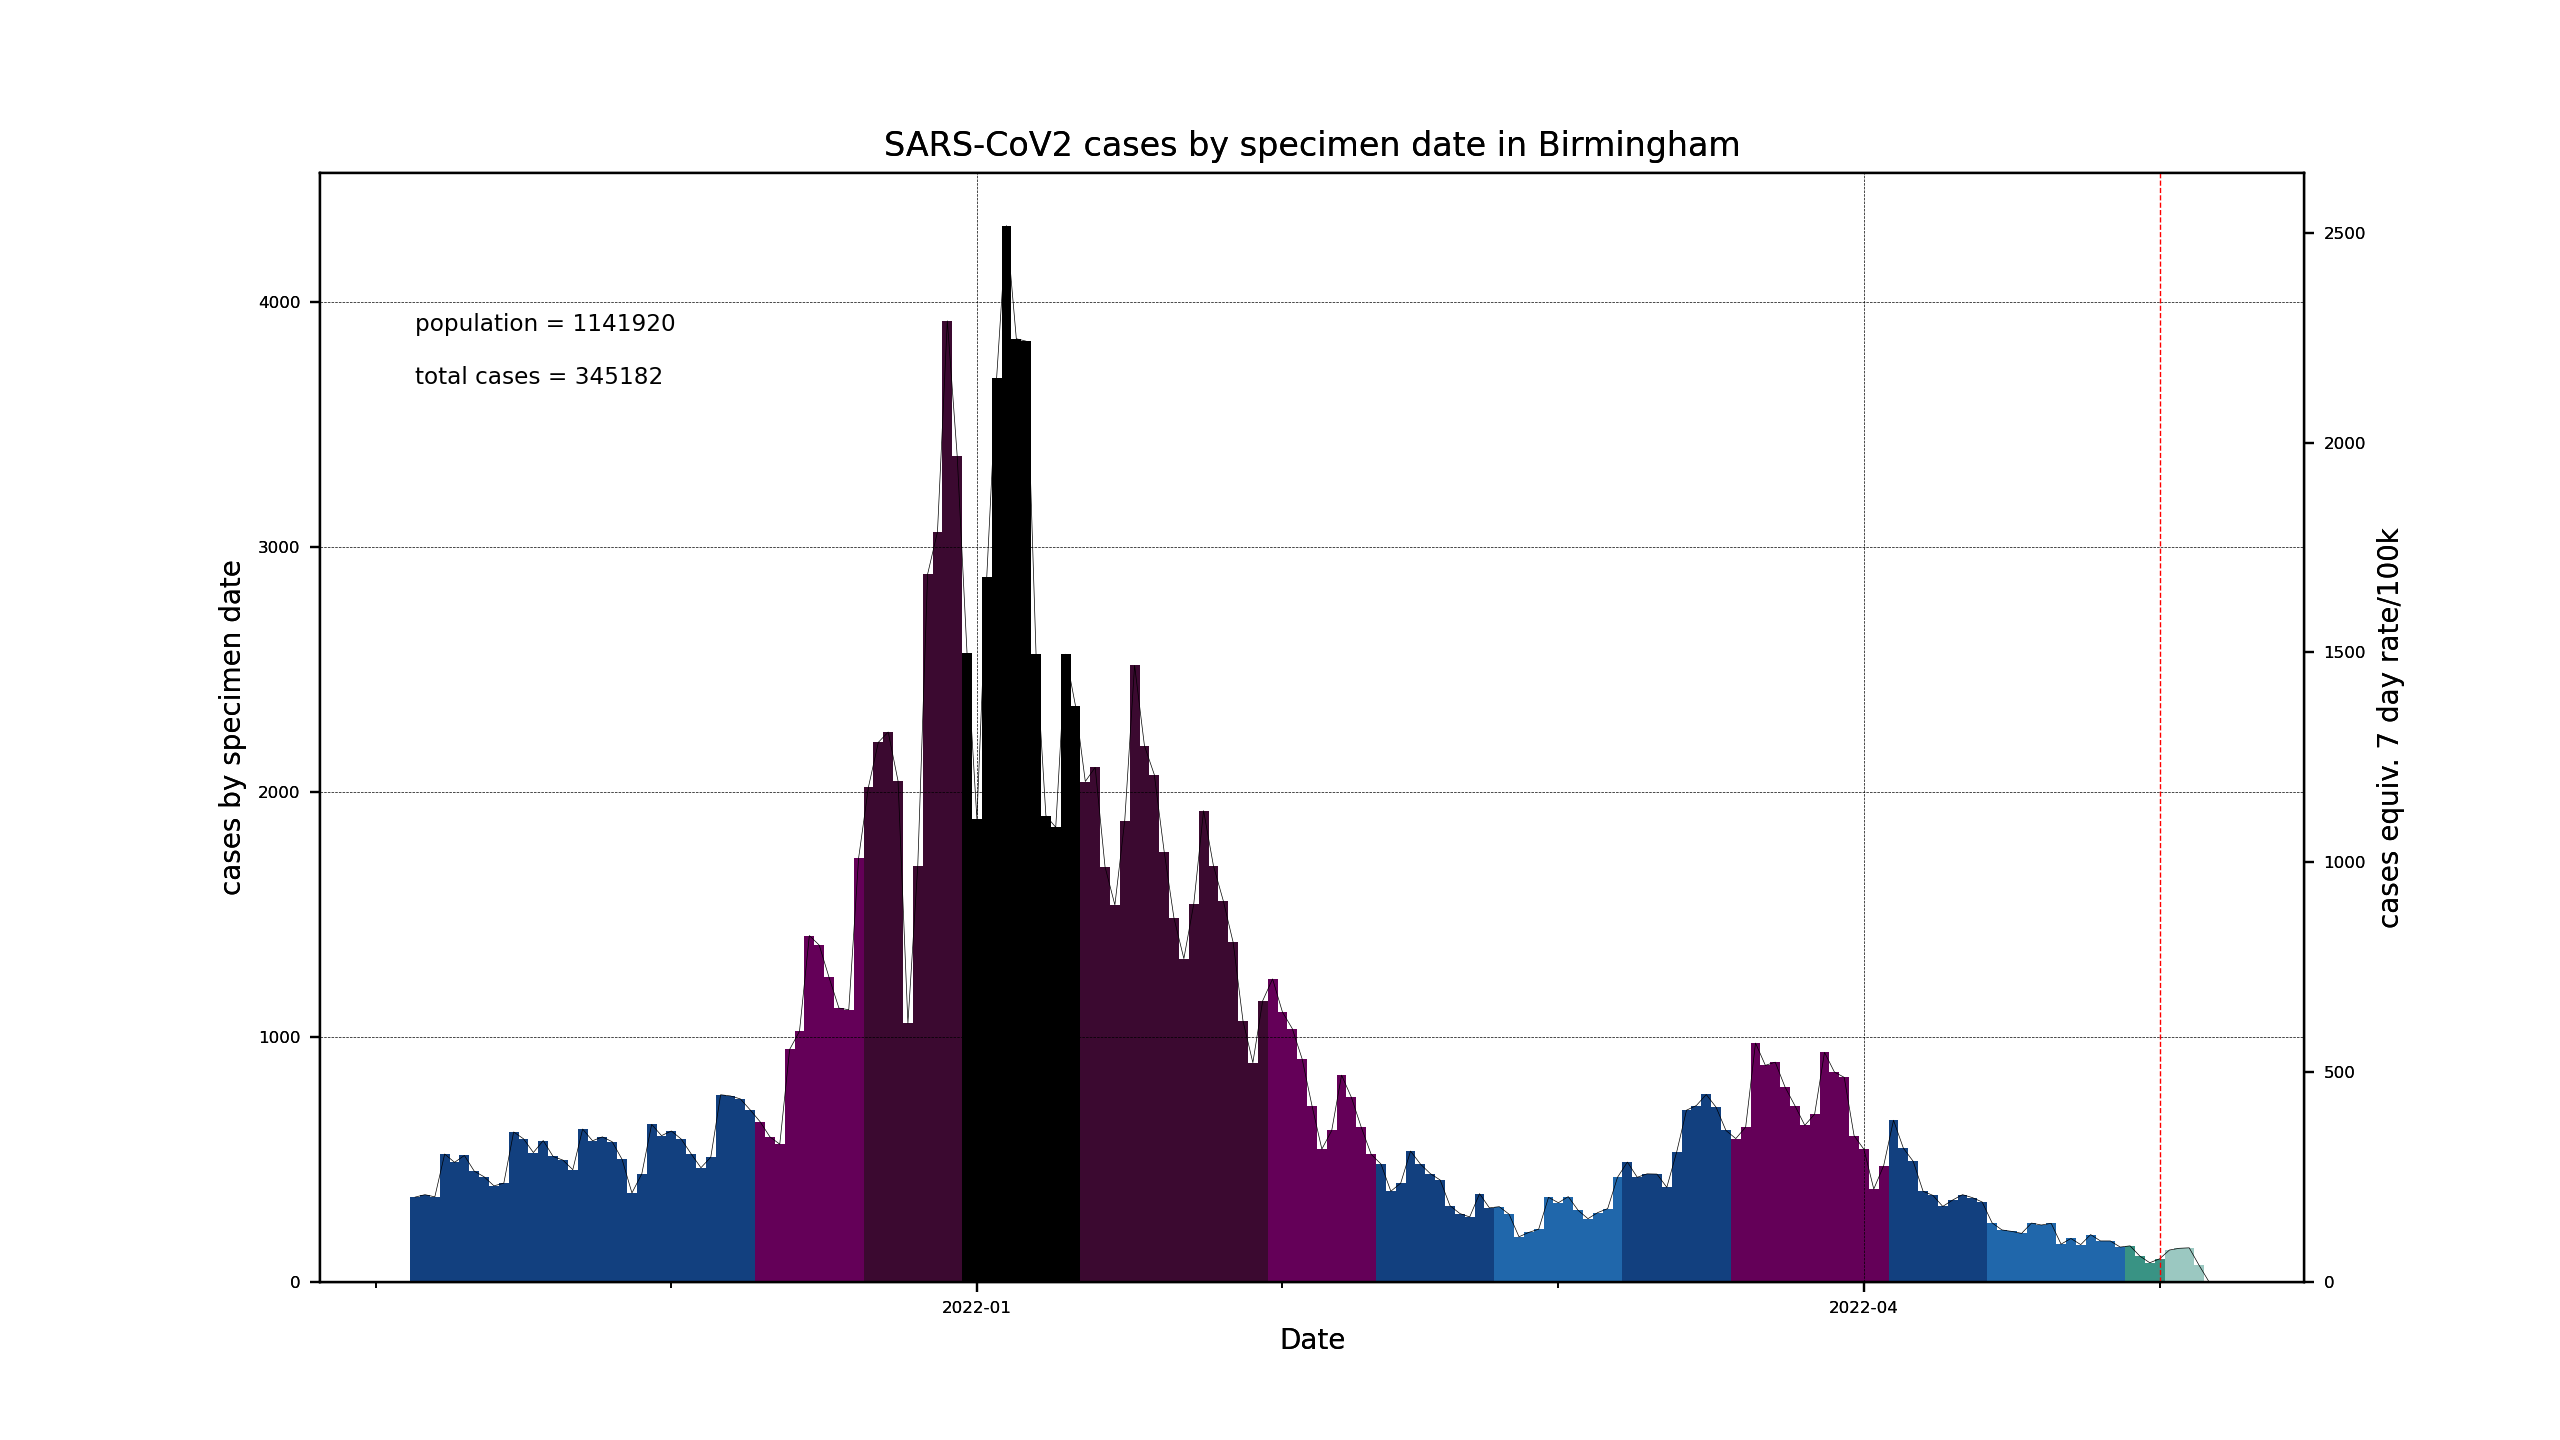 SARS-CoV2 cases by specimen date in Birmingham
population = 1141920
total cases = 345182
cases by specimen date
4000
3000
2000
1000
0
2500
2000
1500
1000
500
0
cases equiv. 7 day rate/100k
2022-01
2022-04
Date